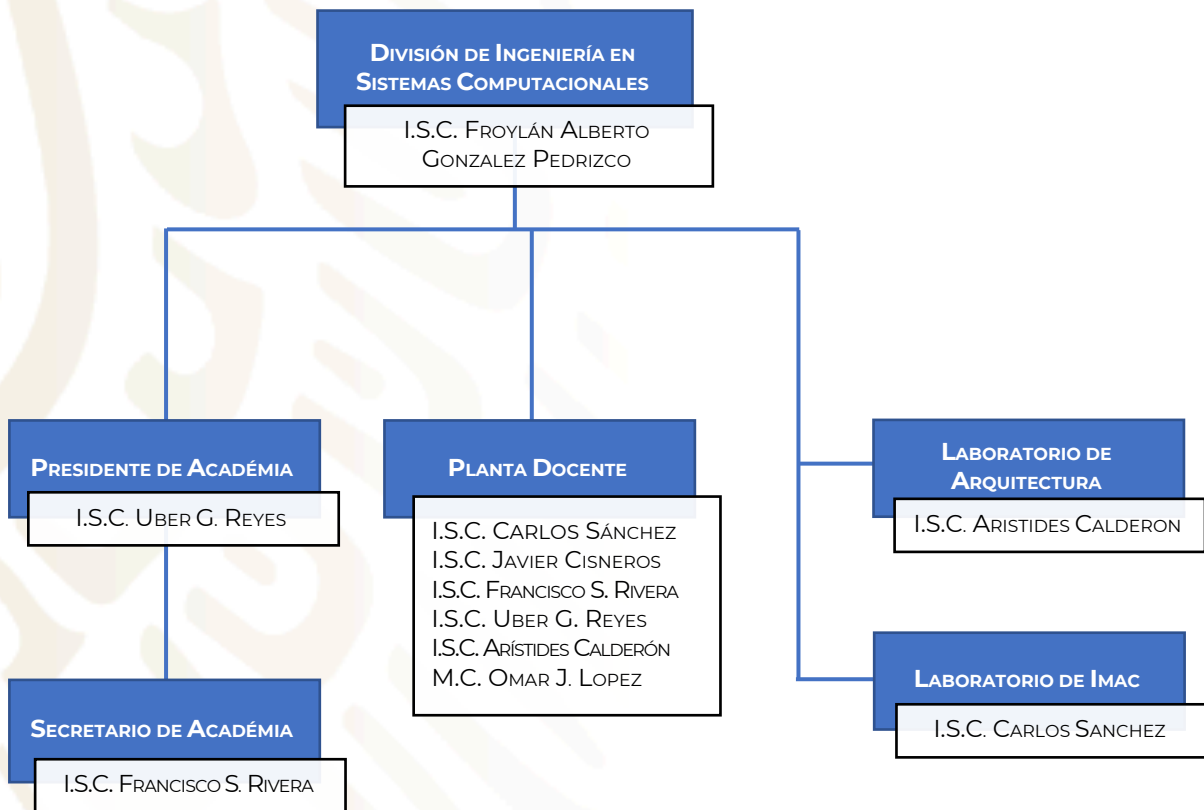 División de Ingeniería en
Sistemas Computacionales
I.S.C. Froylán Alberto
Gonzalez Pedrizco
Presidente de Académia
I.S.C. Uber G. Reyes
Secretario de Académia
I.S.C. Francisco S. Rivera
Planta Docente
I.S.C. Carlos Sánchez
I.S.C. Javier Cisneros
I.S.C. Francisco S. Rivera
I.S.C. Uber G. Reyes
I.S.C. Arístides Calderón
M.C. Omar J. Lopez
Laboratorio de
Arquitectura
I.S.C. Aristides Calderon
Laboratorio de Imac
I.S.C. Carlos Sanchez